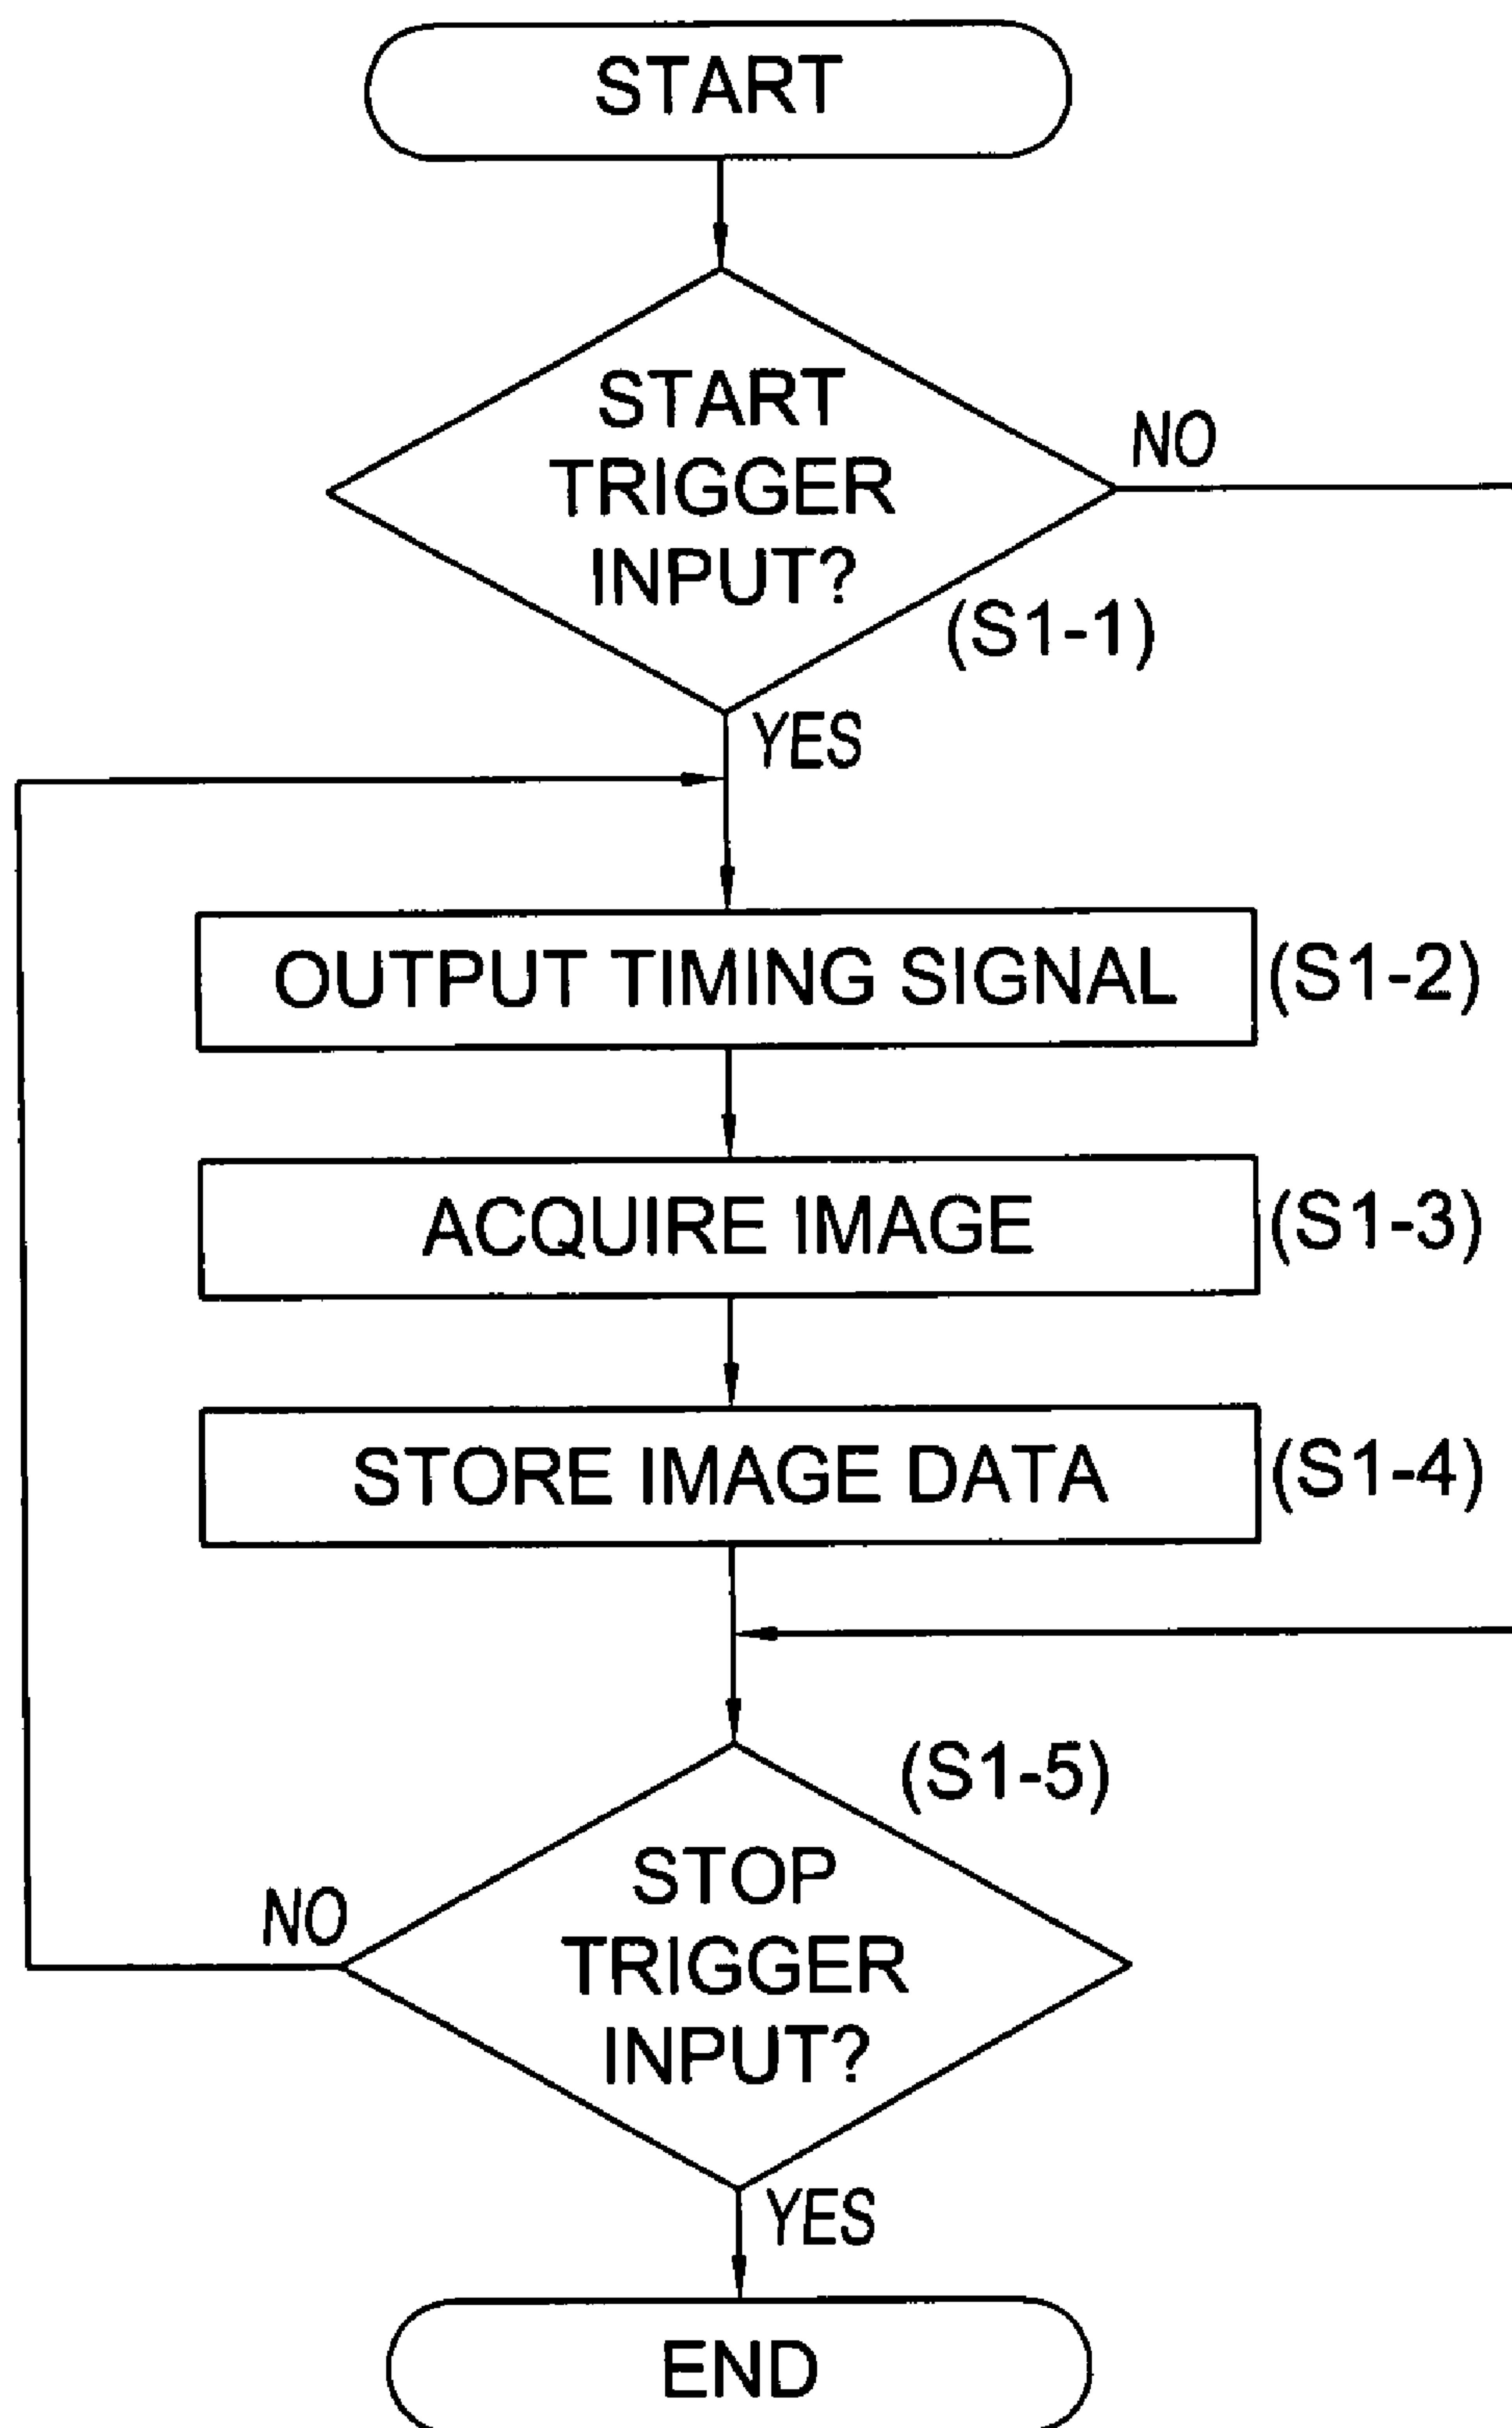 START
START
TRIGGER
INPUT?
NO
(S1-1)
YES
OUTPUT TIMING SIGNAL
(S1-2)
ACQUIRE IMAGE
(S1-3)
STORE IMAGE DATA
(S1-4)
(S1-5)
STOP
TRIGGER
INPUT?
NO
YES
END